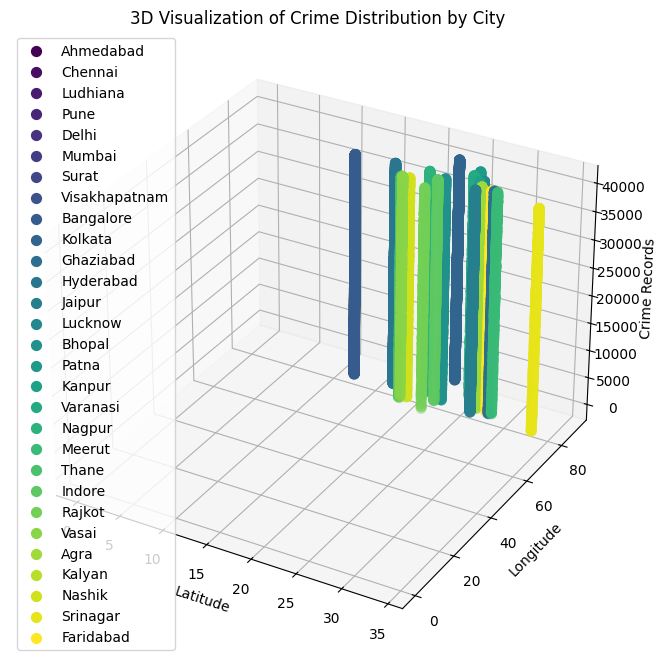 3D Visualization of Crime Distribution by City
Ahmedabad
Chennai
Ludhiana
Pune
Delhi
Mumbai
Surat
Visakhapatnam
Bangalore
Kolkata
Ghaziabad
Hyderabad
Jaipur
Lucknow
Bhopal
Patna
Kanpur
Varanasi
Nagpur
Meerut
Thane
Indore
Rajkot
Vasai
Agra
Kalyan
Nashik
Srinagar
Faridabad
40000
35000
30000
25000
20000
15000
10000
5000
0
Crime Records
80
60
40
20
0
Longitude
5
10
15
20
25
30
35
Latitude